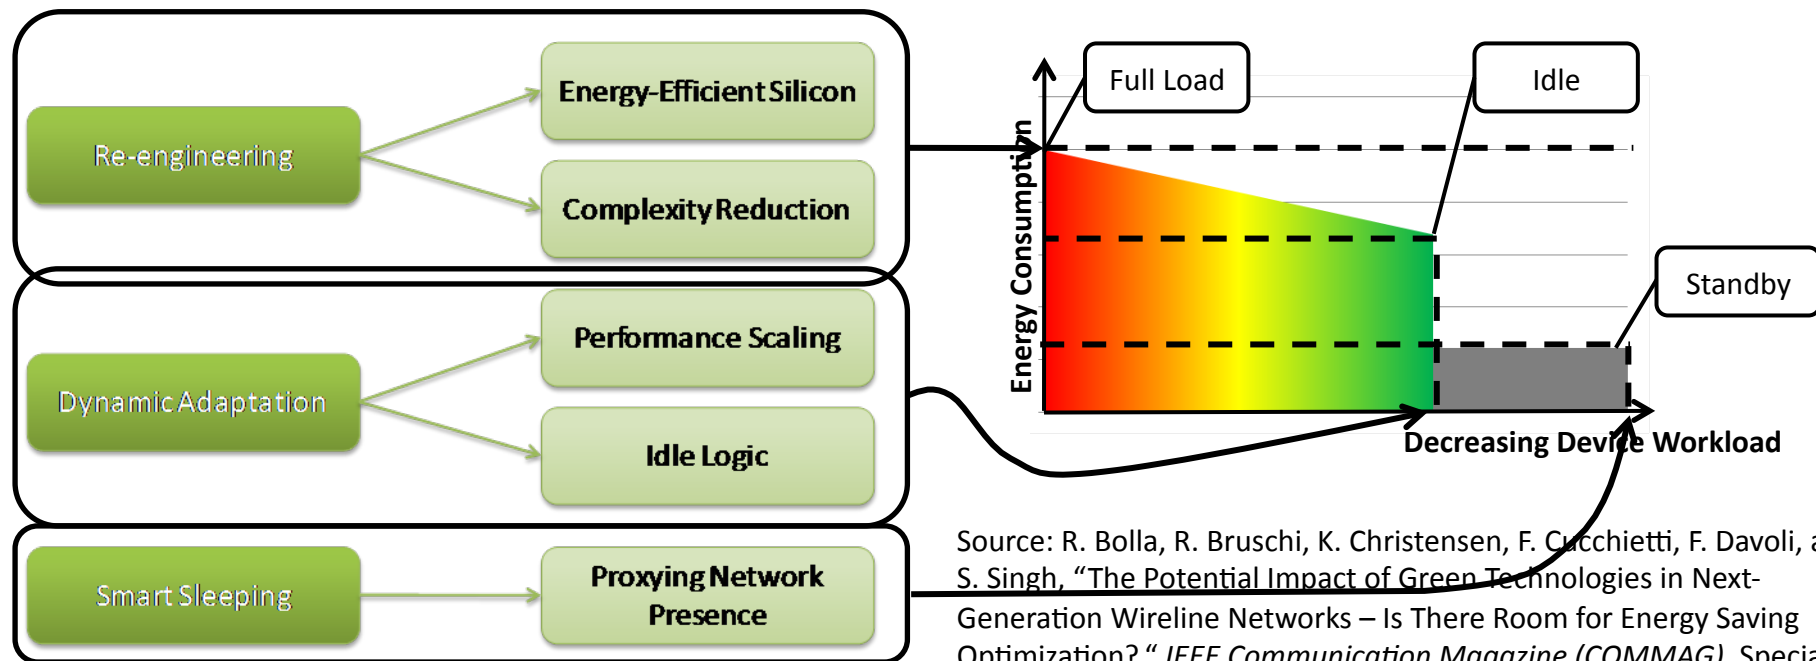 Re-engineering
Energy-Efficient Silicon
Complexity Reduction
Dynamic Adaptation
Performance Scaling
Idle Logic
Smart Sleeping
Proxying Network
Presence
Full Load
Idle
Standby
Energy Consumption
Decreasing Device Workload
Source: R. Bolla, R. Bruschi, K. Christensen, F. Cucchietti, F. Davoli, a
S. Singh, “The Potential Impact of Green Technologies in Next-
Generation Wireline Networks – Is There Room for Energy Saving
Optimization? “ IEEE Communication Magazine (COMMAG), Specia